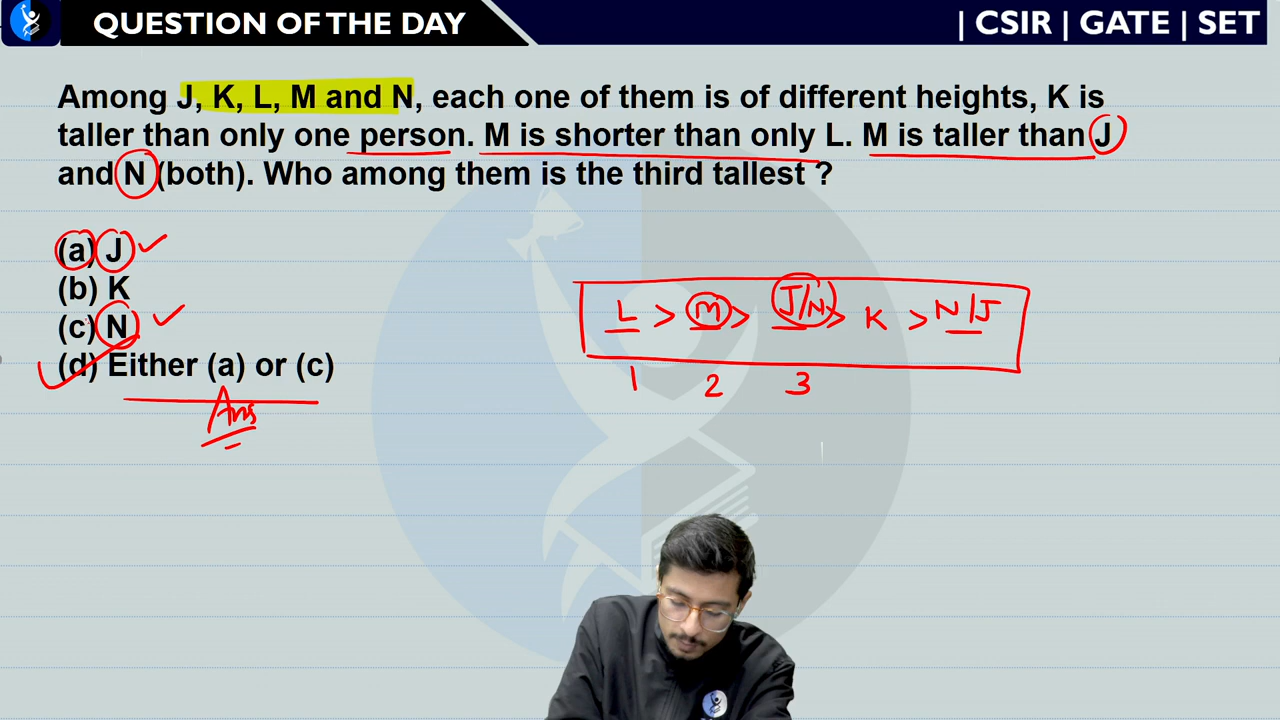 QUESTION OF THE DAY
| CSIR | GATE | SET
Among J, K, L, M and N, each one of them is of different heights, K is
taller than only one person. M is shorter than only L. M is taller than J
and N (both). Who among them is the third tallest ?
(a) J
(b) K
(c) N
(d) Either (a) or (c)
Ans
L > M > J/N > K > N/J
1 2 3